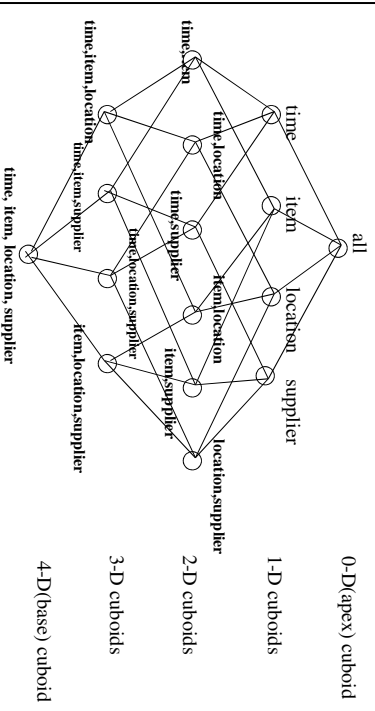 all
0-D(apex) cuboid
time
item
location
supplier
1-D cuboids
time,item
time,location
time,supplier
item,location
item,supplier
location,supplier
2-D cuboids
time,item,location
time,item,supplier
time,location,supplier
item,location,supplier
3-D cuboids
time, item, location, supplier
4-D(base) cuboid